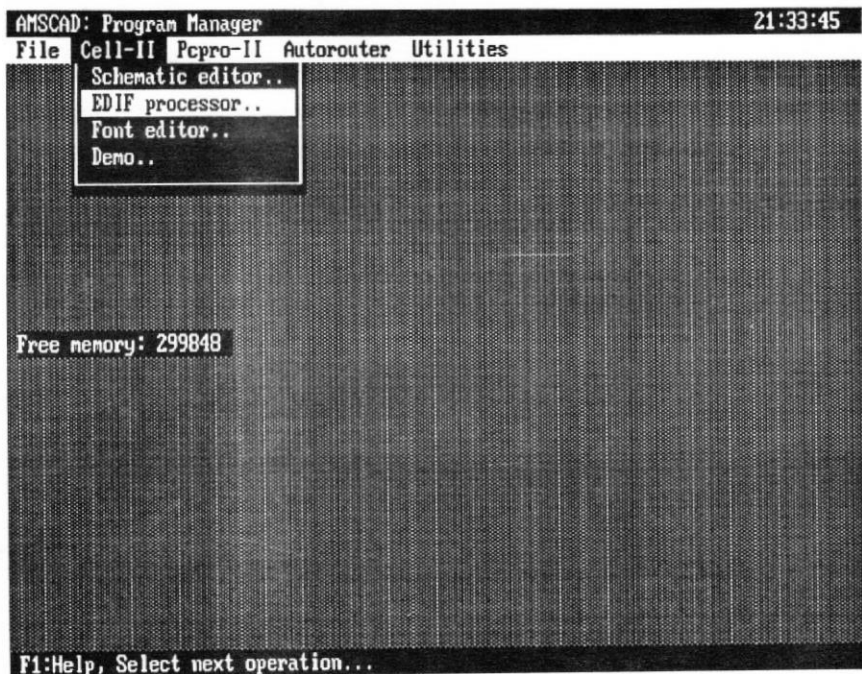 AMSCAD: Program Manager 21:33:45
File Cell-II Pcpro-II Autorouter Utilities
Schematic editor..
EDIF processor..
Font editor..
Demo..
Free memory: 299848
F1:Help, Select next operation...